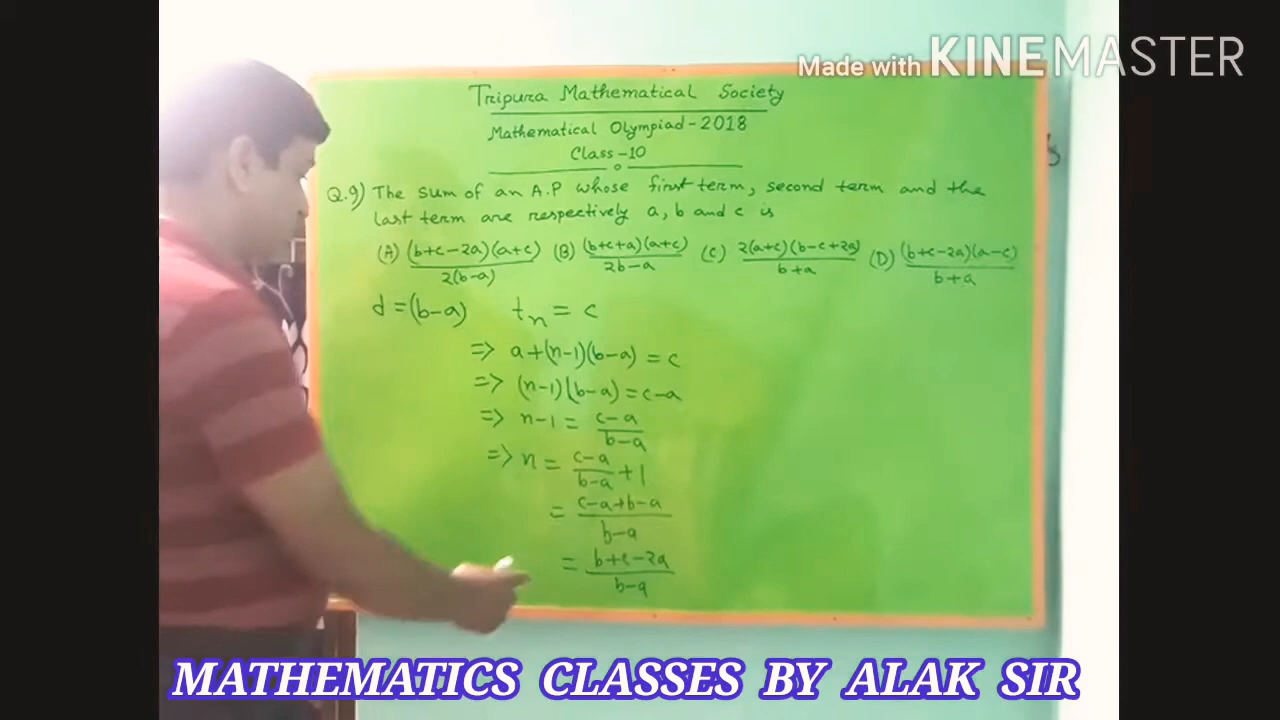 Made with KINEMASTER
Tripura Mathematical Society
Mathematical Olympiad-2018
Class-10
Q.9) The sum of an A.P whose first term, second term and the
last term are respectively a, b and c is
(A) (b+c-2a)(a+c)/2(b-a) (B) (b+c+a)(a+c)/2b-a (C) 2(a+c)(b-c+2a)/b+a (D) (b+c-2a)(a-c)/b+a
d = (b-a) tn = c
=> a+(n-1)(b-a) = c
=> (n-1)(b-a) = c-a
=> n-1 = c-a/b-a
=> n = c-a/b-a + 1
= c-a+b-a/b-a
= b+c-2a/b-a
MATHEMATICS CLASSES BY ALAK SIR